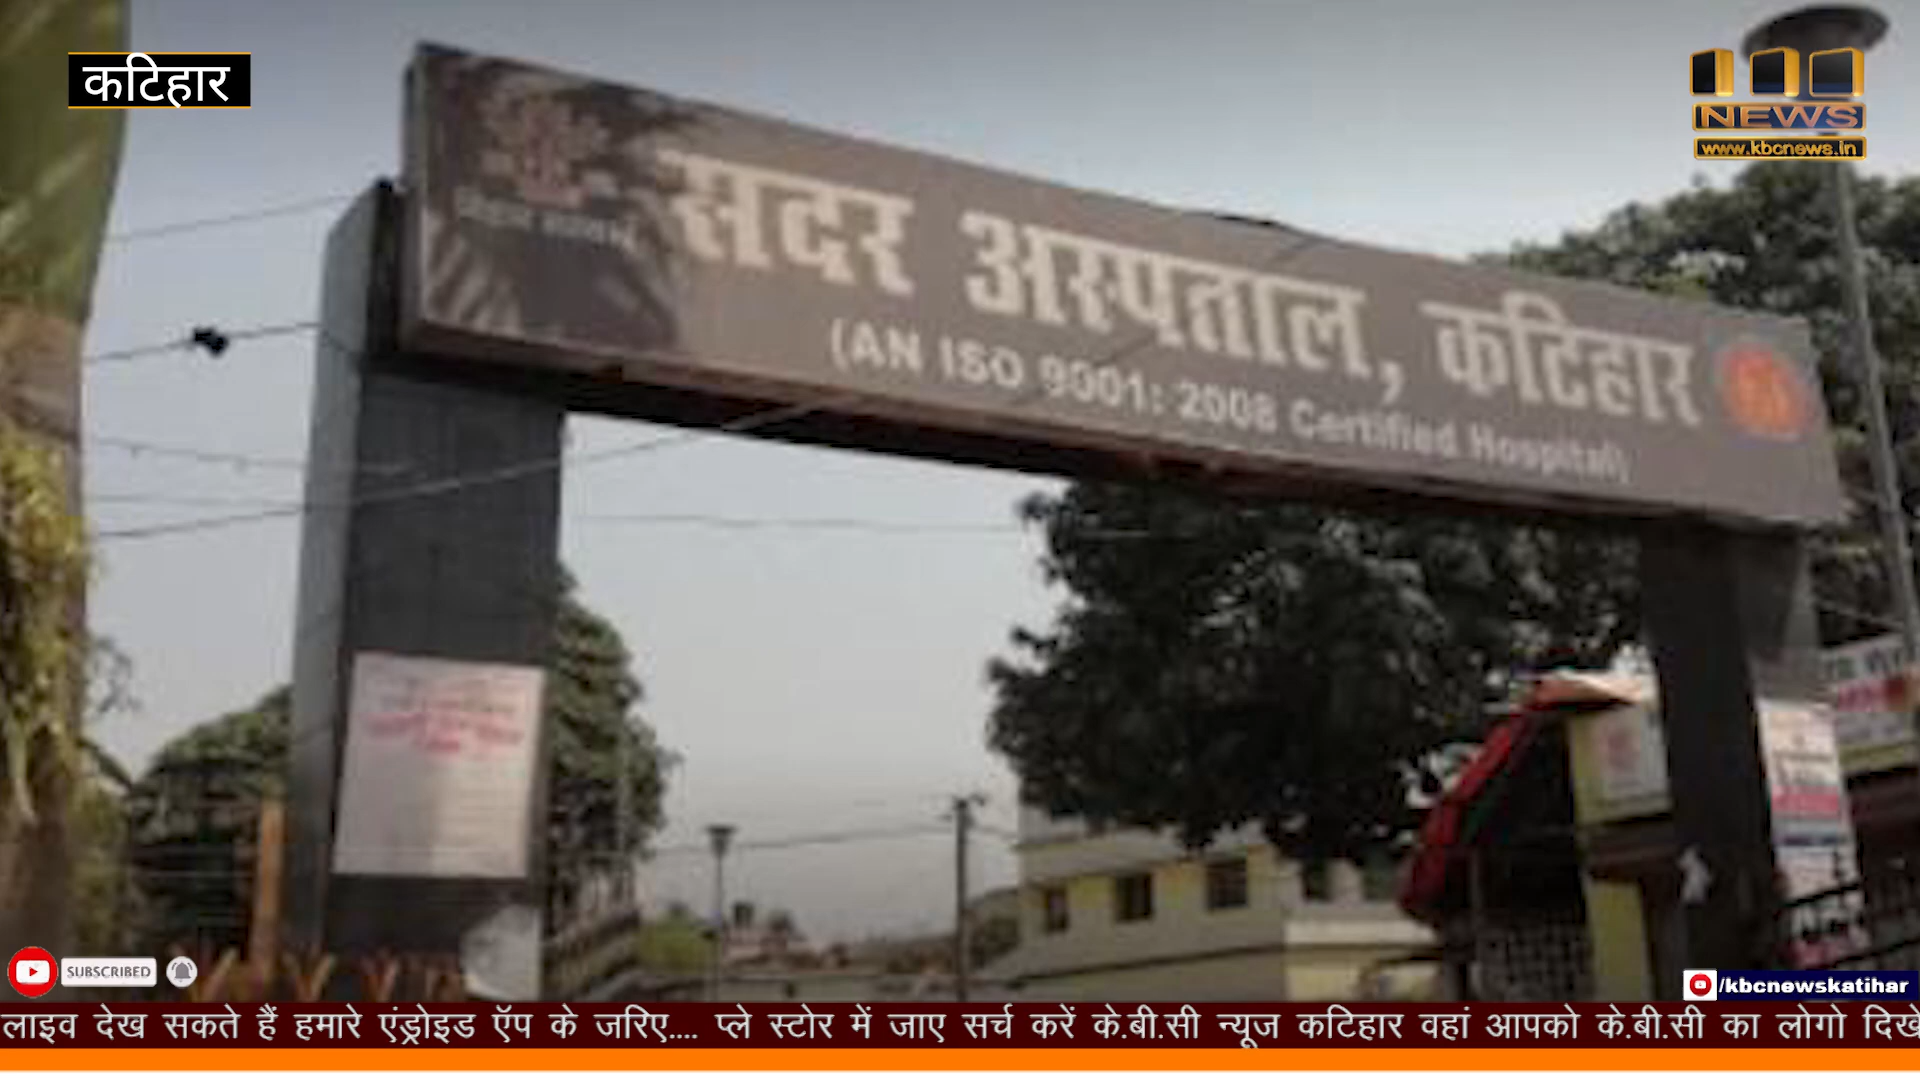 कटिहार
NEWS
www.kbcnews.in
सदर अस्पताल, कटिहार
(AN ISO 9001: 2008 Certified Hospital)
SUBSCRIBED
/kbcnewskatihar
लाइव देख सकते हैं हमारे एंड्रोइड ऍप के जरिए.... प्ले स्टोर में जाए सर्च करें के.बी.सी न्यूज कटिहार वहां आपको के.बी.सी का लोगो दिखे